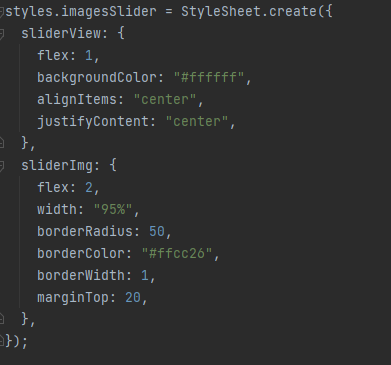 styles.imagesSlider = StyleSheet.create({
  sliderView: {
    flex: 1,
    backgroundColor: "#ffffff",
    alignItems: "center",
    justifyContent: "center",
  },
  sliderImg: {
    flex: 2,
    width: "95%",
    borderRadius: 50,
    borderColor: "#ffcc26",
    borderWidth: 1,
    marginTop: 20,
  },
});